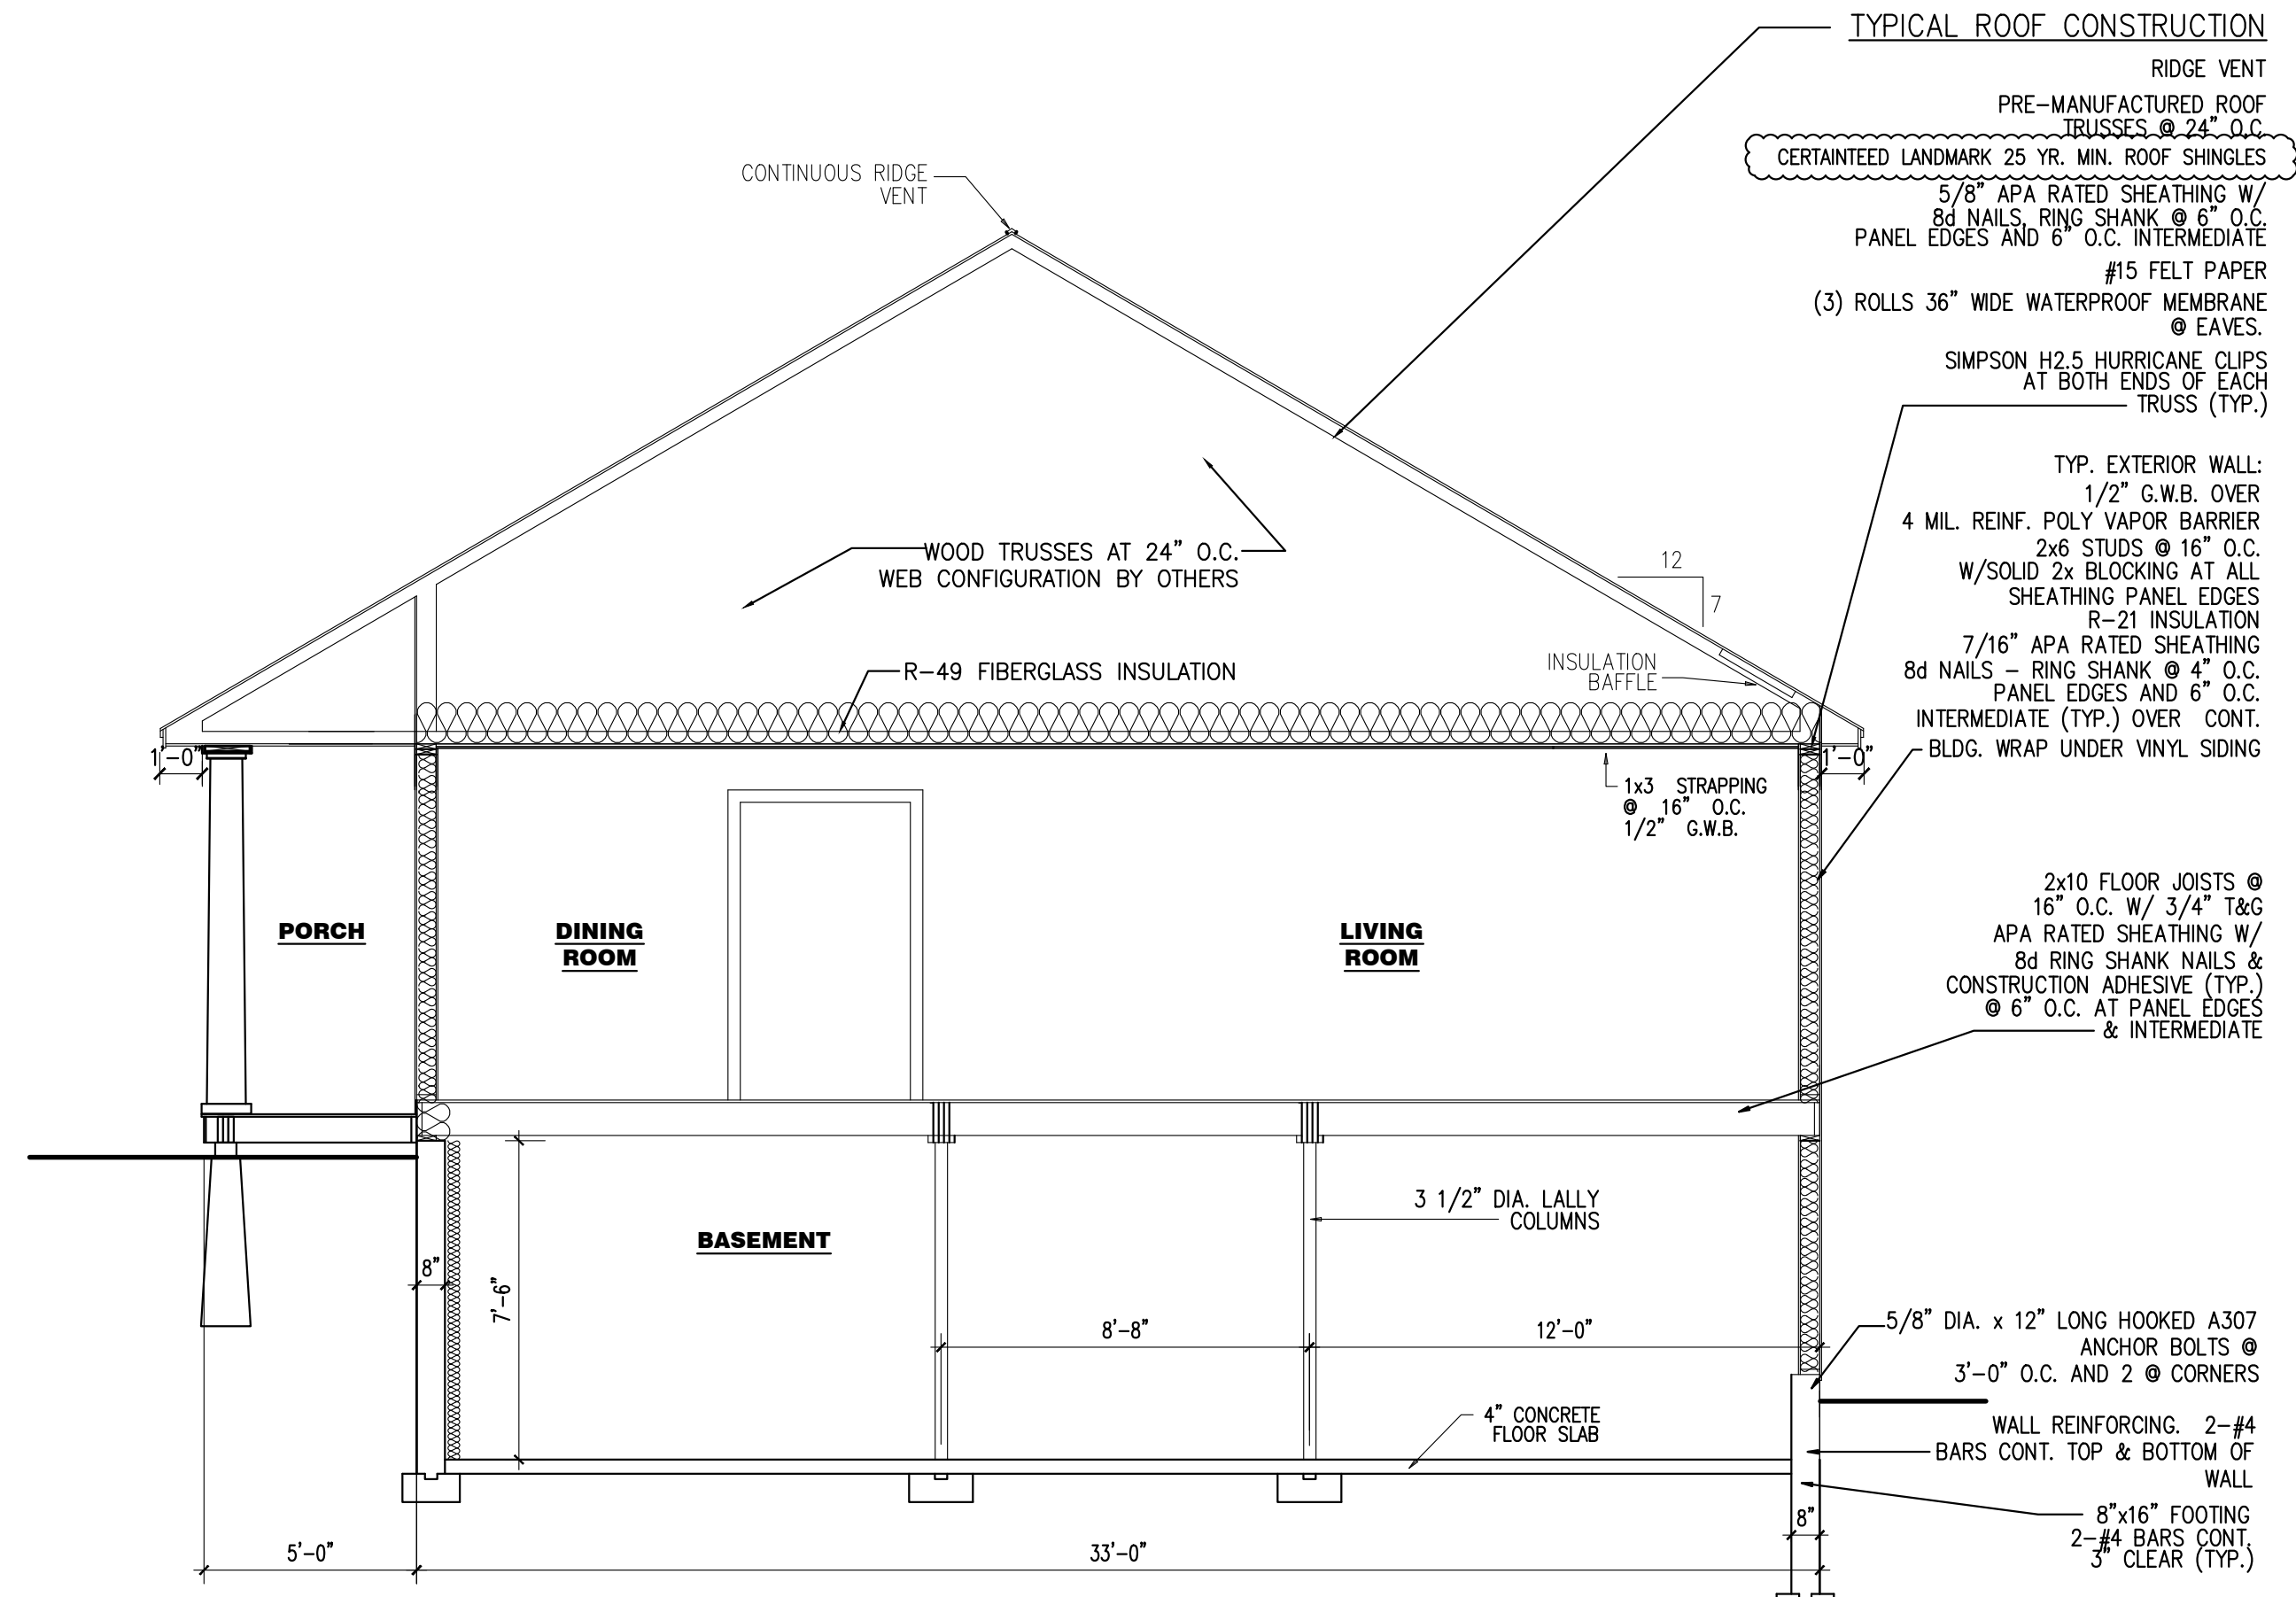 TYPICAL ROOF CONSTRUCTION
RIDGE VENT
PRE-MANUFACTURED ROOF
TRUSSES @ 24" O.C.
CERTAINTEED LANDMARK 25 YR. MIN. ROOF SHINGLES
5/8" APA RATED SHEATHING W/
8d NAILS, RING SHANK @ 6" O.C.
PANEL EDGES AND 6" O.C. INTERMEDIATE
#15 FELT PAPER
(3) ROLLS 36" WIDE WATERPROOF MEMBRANE
@ EAVES.
SIMPSON H2.5 HURRICANE CLIPS
AT BOTH ENDS OF EACH
TRUSS (TYP.)
CONTINUOUS RIDGE
VENT
WOOD TRUSSES AT 24" O.C.
WEB CONFIGURATION BY OTHERS
12
7
R-49 FIBERGLASS INSULATION
INSULATION
BAFFLE
TYP. EXTERIOR WALL:
1/2" G.W.B. OVER
4 MIL. REINF. POLY VAPOR BARRIER
2x6 STUDS @ 16" O.C.
W/SOLID 2x BLOCKING AT ALL
SHEATHING PANEL EDGES
R-21 INSULATION
7/16" APA RATED SHEATHING
8d NAILS - RING SHANK @ 4" O.C.
PANEL EDGES AND 6" O.C.
INTERMEDIATE (TYP.) OVER CONT.
BLDG. WRAP UNDER VINYL SIDING
1'-0"
1'-0"
1x3 STRAPPING
@ 16" O.C.
1/2" G.W.B.
PORCH
DINING
ROOM
LIVING
ROOM
2x10 FLOOR JOISTS @
16" O.C. W/ 3/4" T&G
APA RATED SHEATHING W/
8d RING SHANK NAILS &
CONSTRUCTION ADHESIVE (TYP.)
@ 6" O.C. AT PANEL EDGES
& INTERMEDIATE
3 1/2" DIA. LALLY
COLUMNS
BASEMENT
8"
7'-6"
8'-8"
12'-0"
5/8" DIA. x 12" LONG HOOKED A307
ANCHOR BOLTS @
3'-0" O.C. AND 2 @ CORNERS
4" CONCRETE
FLOOR SLAB
WALL REINFORCING. 2-#4
BARS CONT. TOP & BOTTOM OF
WALL
8"x16" FOOTING
2-#4 BARS CONT.
3" CLEAR (TYP.)
8"
5'-0"
33'-0"